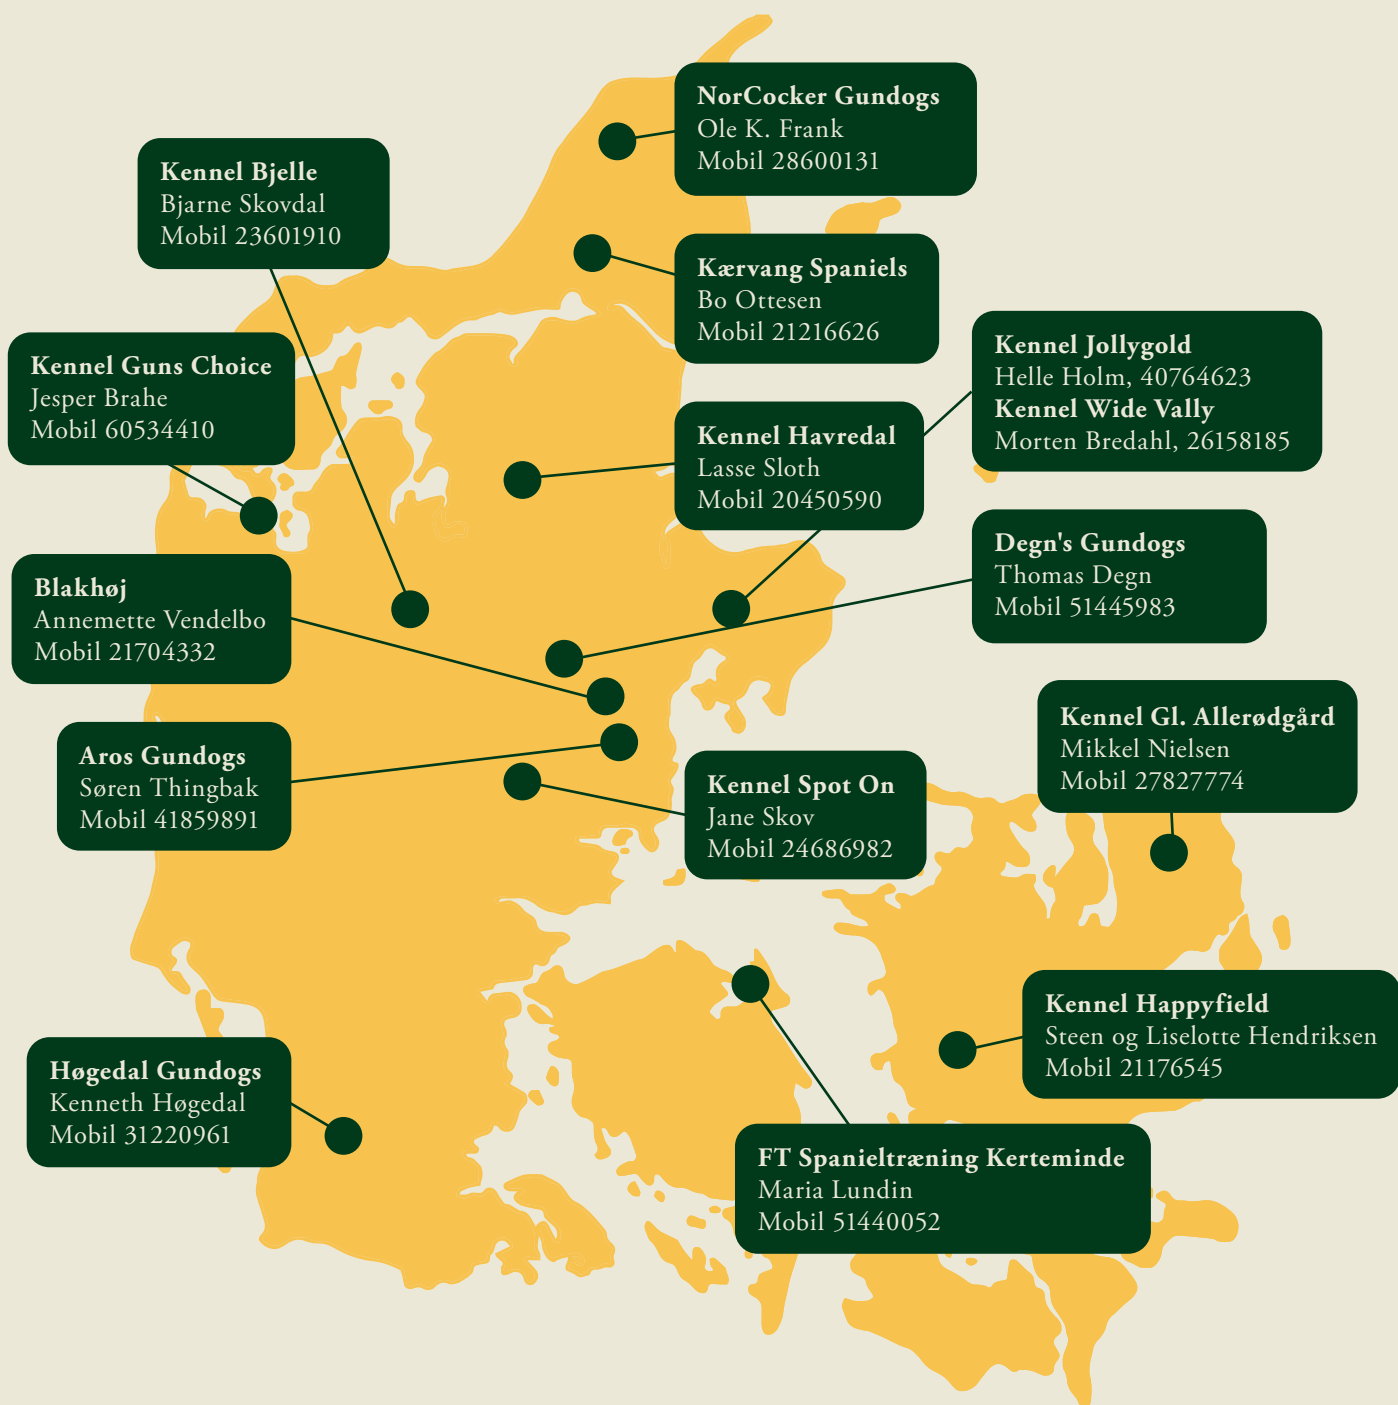 NorCocker Gundogs
Ole K. Frank
Mobil 28600131
Kennel Bjelle
Bjarne Skovdal
Mobil 23601910
Kærvang Spaniels
Bo Ottesen
Mobil 21216626
Kennel Jollygold
Helle Holm, 40764623
Kennel Wide Vally
Morten Bredahl, 26158185
Kennel Guns Choice
Jesper Brahe
Mobil 60534410
Kennel Havredal
Lasse Sloth
Mobil 20450590
Degn's Gundogs
Thomas Degn
Mobil 51445983
Blakhøj
Annemette Vendelbo
Mobil 21704332
Kennel Gl. Allerødgård
Mikkel Nielsen
Mobil 27827774
Aros Gundogs
Søren Thingbak
Mobil 41859891
Kennel Spot On
Jane Skov
Mobil 24686982
Kennel Happyfield
Steen og Liselotte Hendriksen
Mobil 21176545
Høgedal Gundogs
Kenneth Høgedal
Mobil 31220961
FT Spanieltræning Kerteminde
Maria Lundin
Mobil 51440052